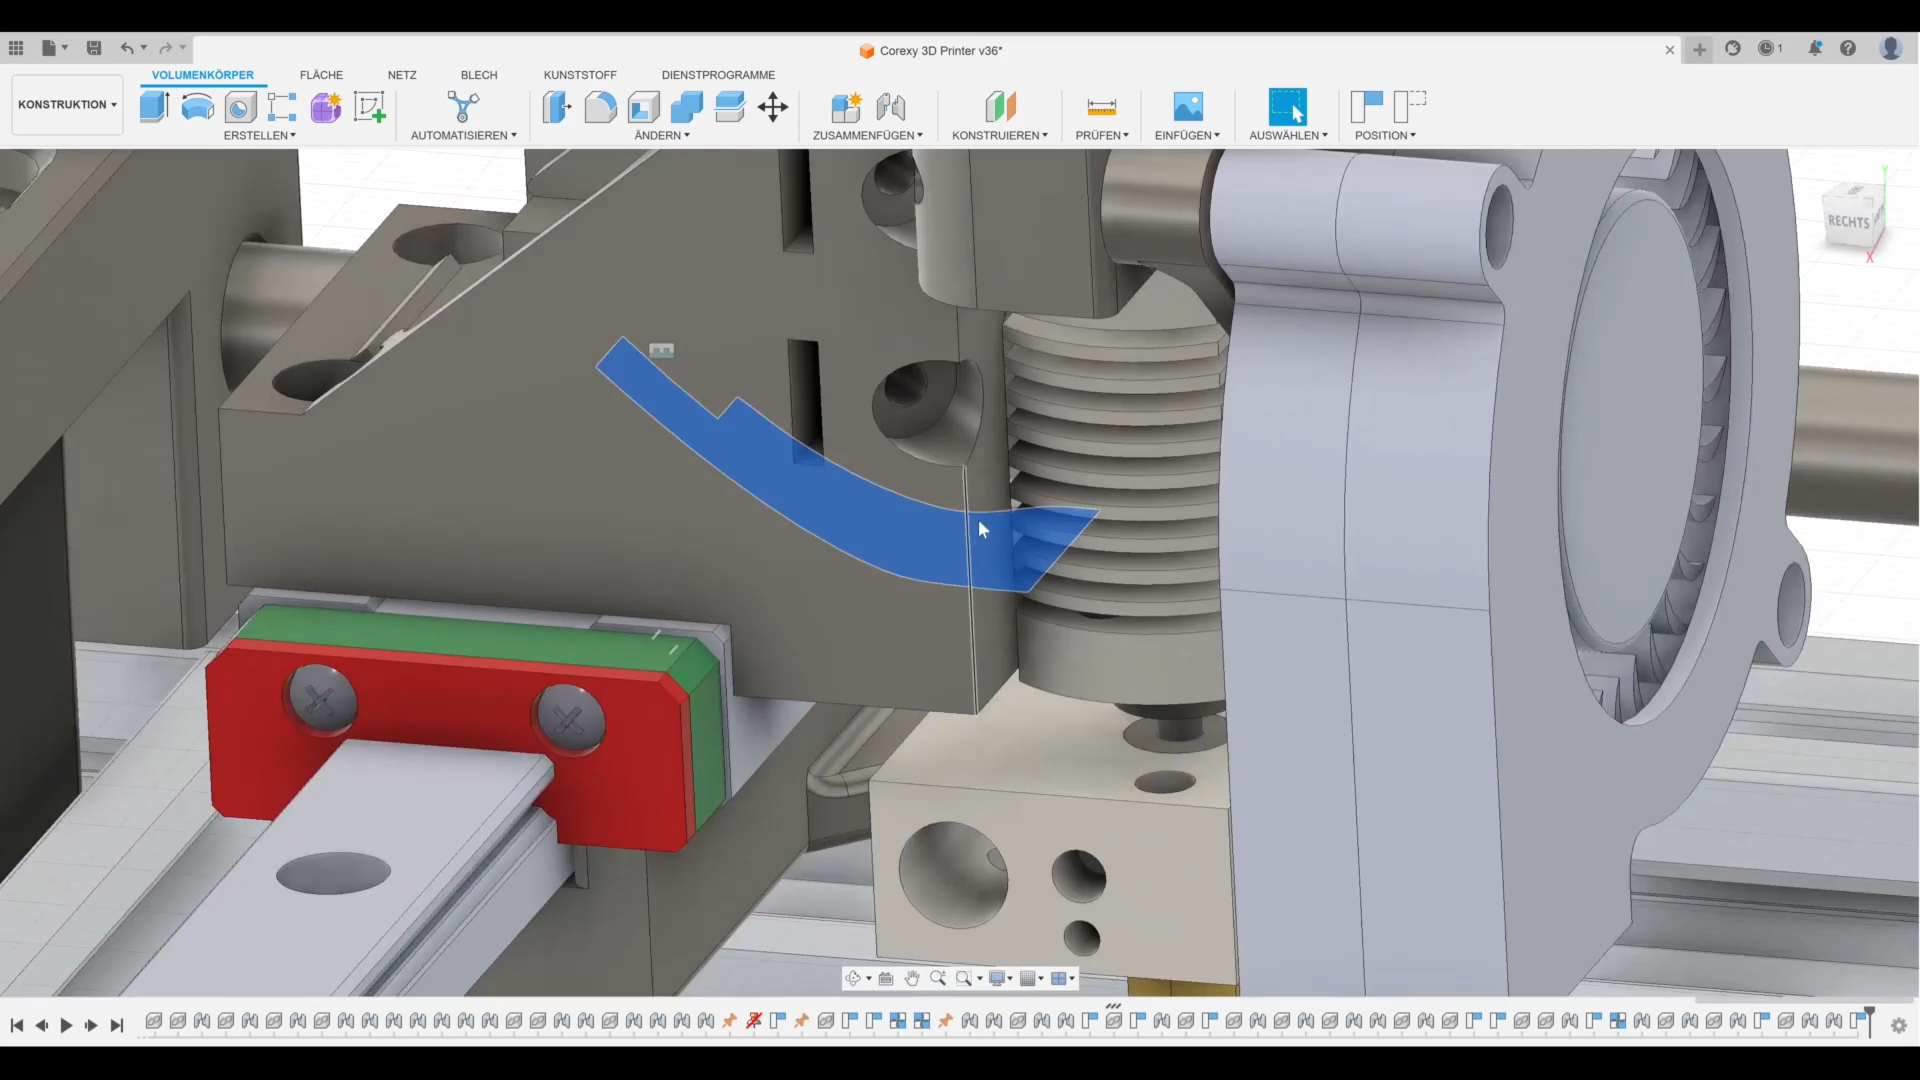 Corexy 3D Printer v36*
1
KONSTRUKTION
VOLUMENKÖRPER FLÄCHE NETZ BLECH KUNSTSTOFF DIENSTPROGRAMME
ERSTELLEN AUTOMATISIEREN ÄNDERN ZUSAMMENFÜGEN KONSTRUIEREN PRÜFEN EINFÜGEN AUSWÄHLEN POSITION
Y
RECHTS
X